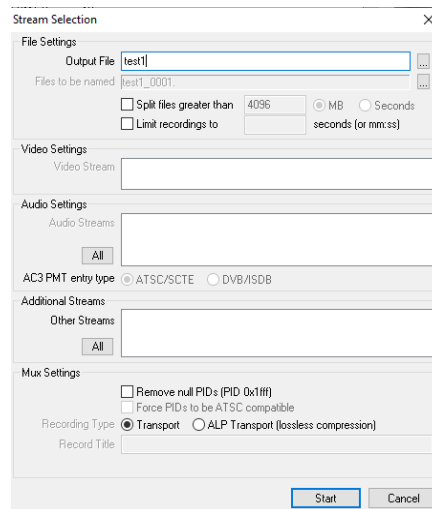 Stream Selection
File Settings
Output File test1 ...
Files to be named test1_0001. ...
Split files greater than 4096 MB Seconds
Limit recordings to seconds (or mm:ss)
Video Settings
Video Stream
Audio Settings
Audio Streams
All
AC3 PMT entry type ATSC/SCTE DVB/ISDB
Additional Streams
Other Streams
All
Mux Settings
Remove null PIDs (PID 0x1fff)
Force PIDs to be ATSC compatible
Recording Type Transport ALP Transport (lossless compression)
Record Title
Start Cancel